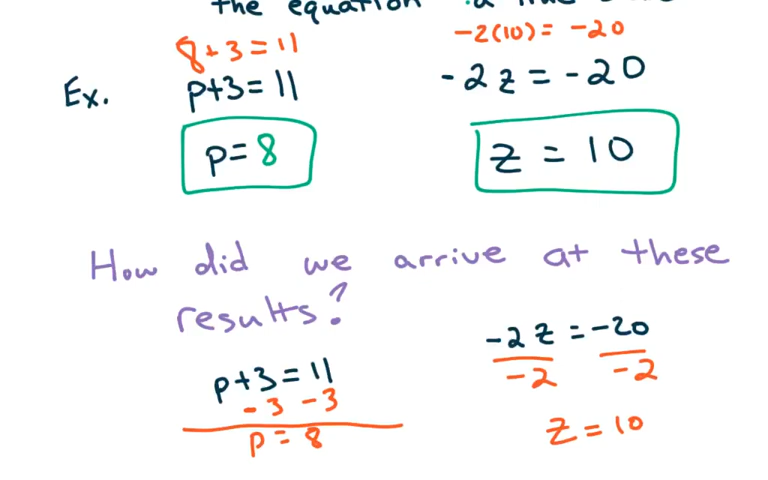 the equation a
8+3=11
-2(10)= -20
Ex. p+3=11
-2z=-20
p=8
z = 10
How did we arrive at these
results?
p+3=11
-3 -3
p= 8
-2z=-20
-2 -2
z=10